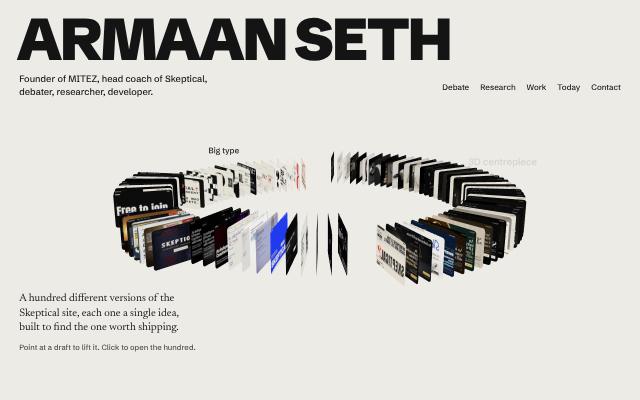 ARMAAN SETH
Founder of MITEZ, head coach of Skeptical,
debater, researcher, developer.
Debate Research Work Today Contact
Big type
3D centrepiece
Free to join
SKEPTIC
A hundred different versions of the
Skeptical site, each one a single idea,
built to find the one worth shipping.
Point at a draft to lift it. Click to open the hundred.